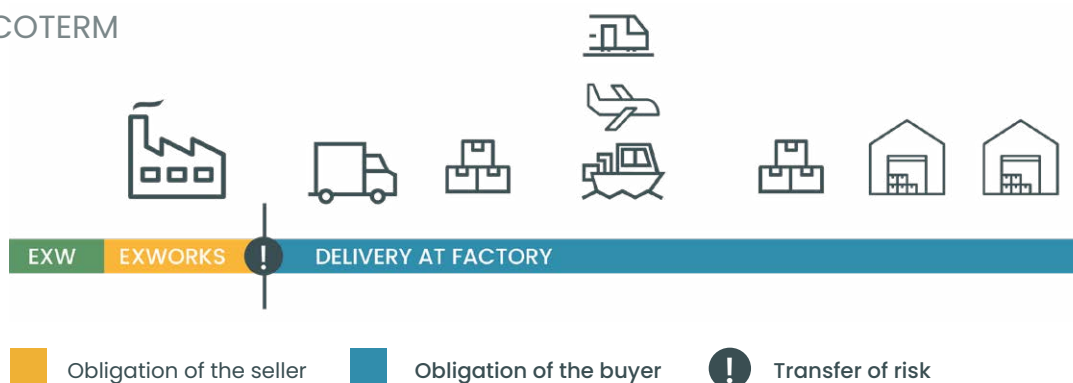 COTERM
EXW EXWORKS ! DELIVERY AT FACTORY
Obligation of the seller Obligation of the buyer ! Transfer of risk